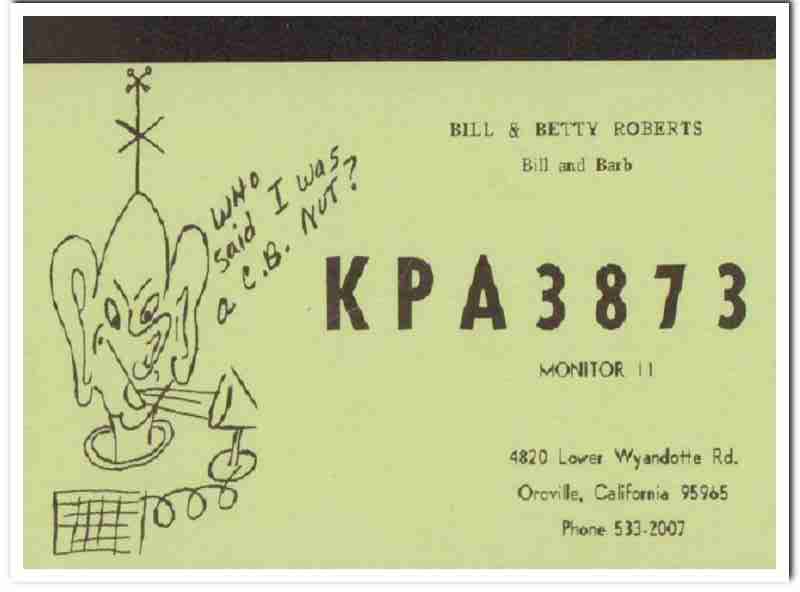 WHO
said I was
a C.B. NUT?
BILL & BETTY ROBERTS
Bill and Barb
KPA3873
MONITOR 11
4820 Lower Wyandotte Rd.
Oroville, California 95965
Phone 533-2007